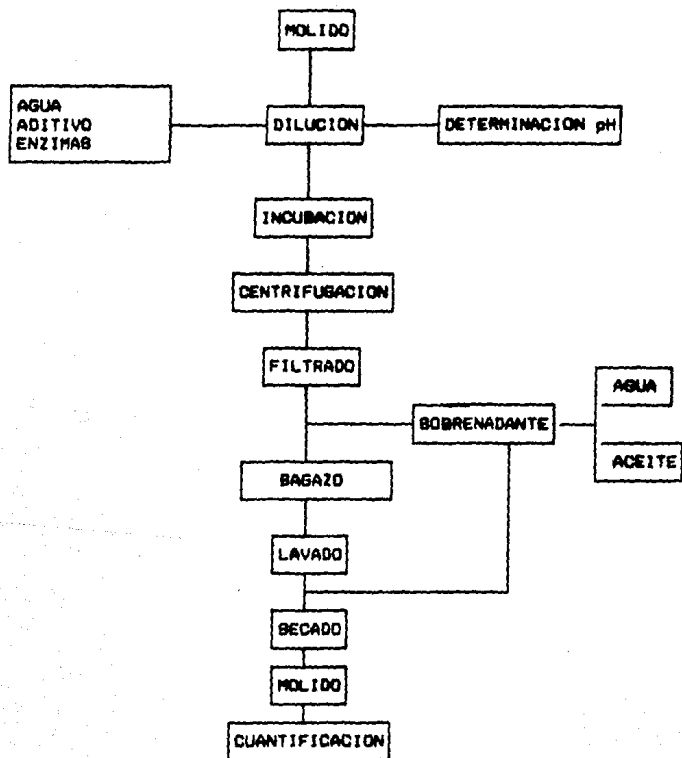 MOLIDO
AGUA
ADITIVO
ENZIMAS
DILUCION
DETERMINACION pH
INCUBACION
CENTRIFUGACION
FILTRADO
AGUA
SOBRENADANTE
ACEITE
BAGAZO
LAVADO
SECADO
MOLIDO
CUANTIFICACION